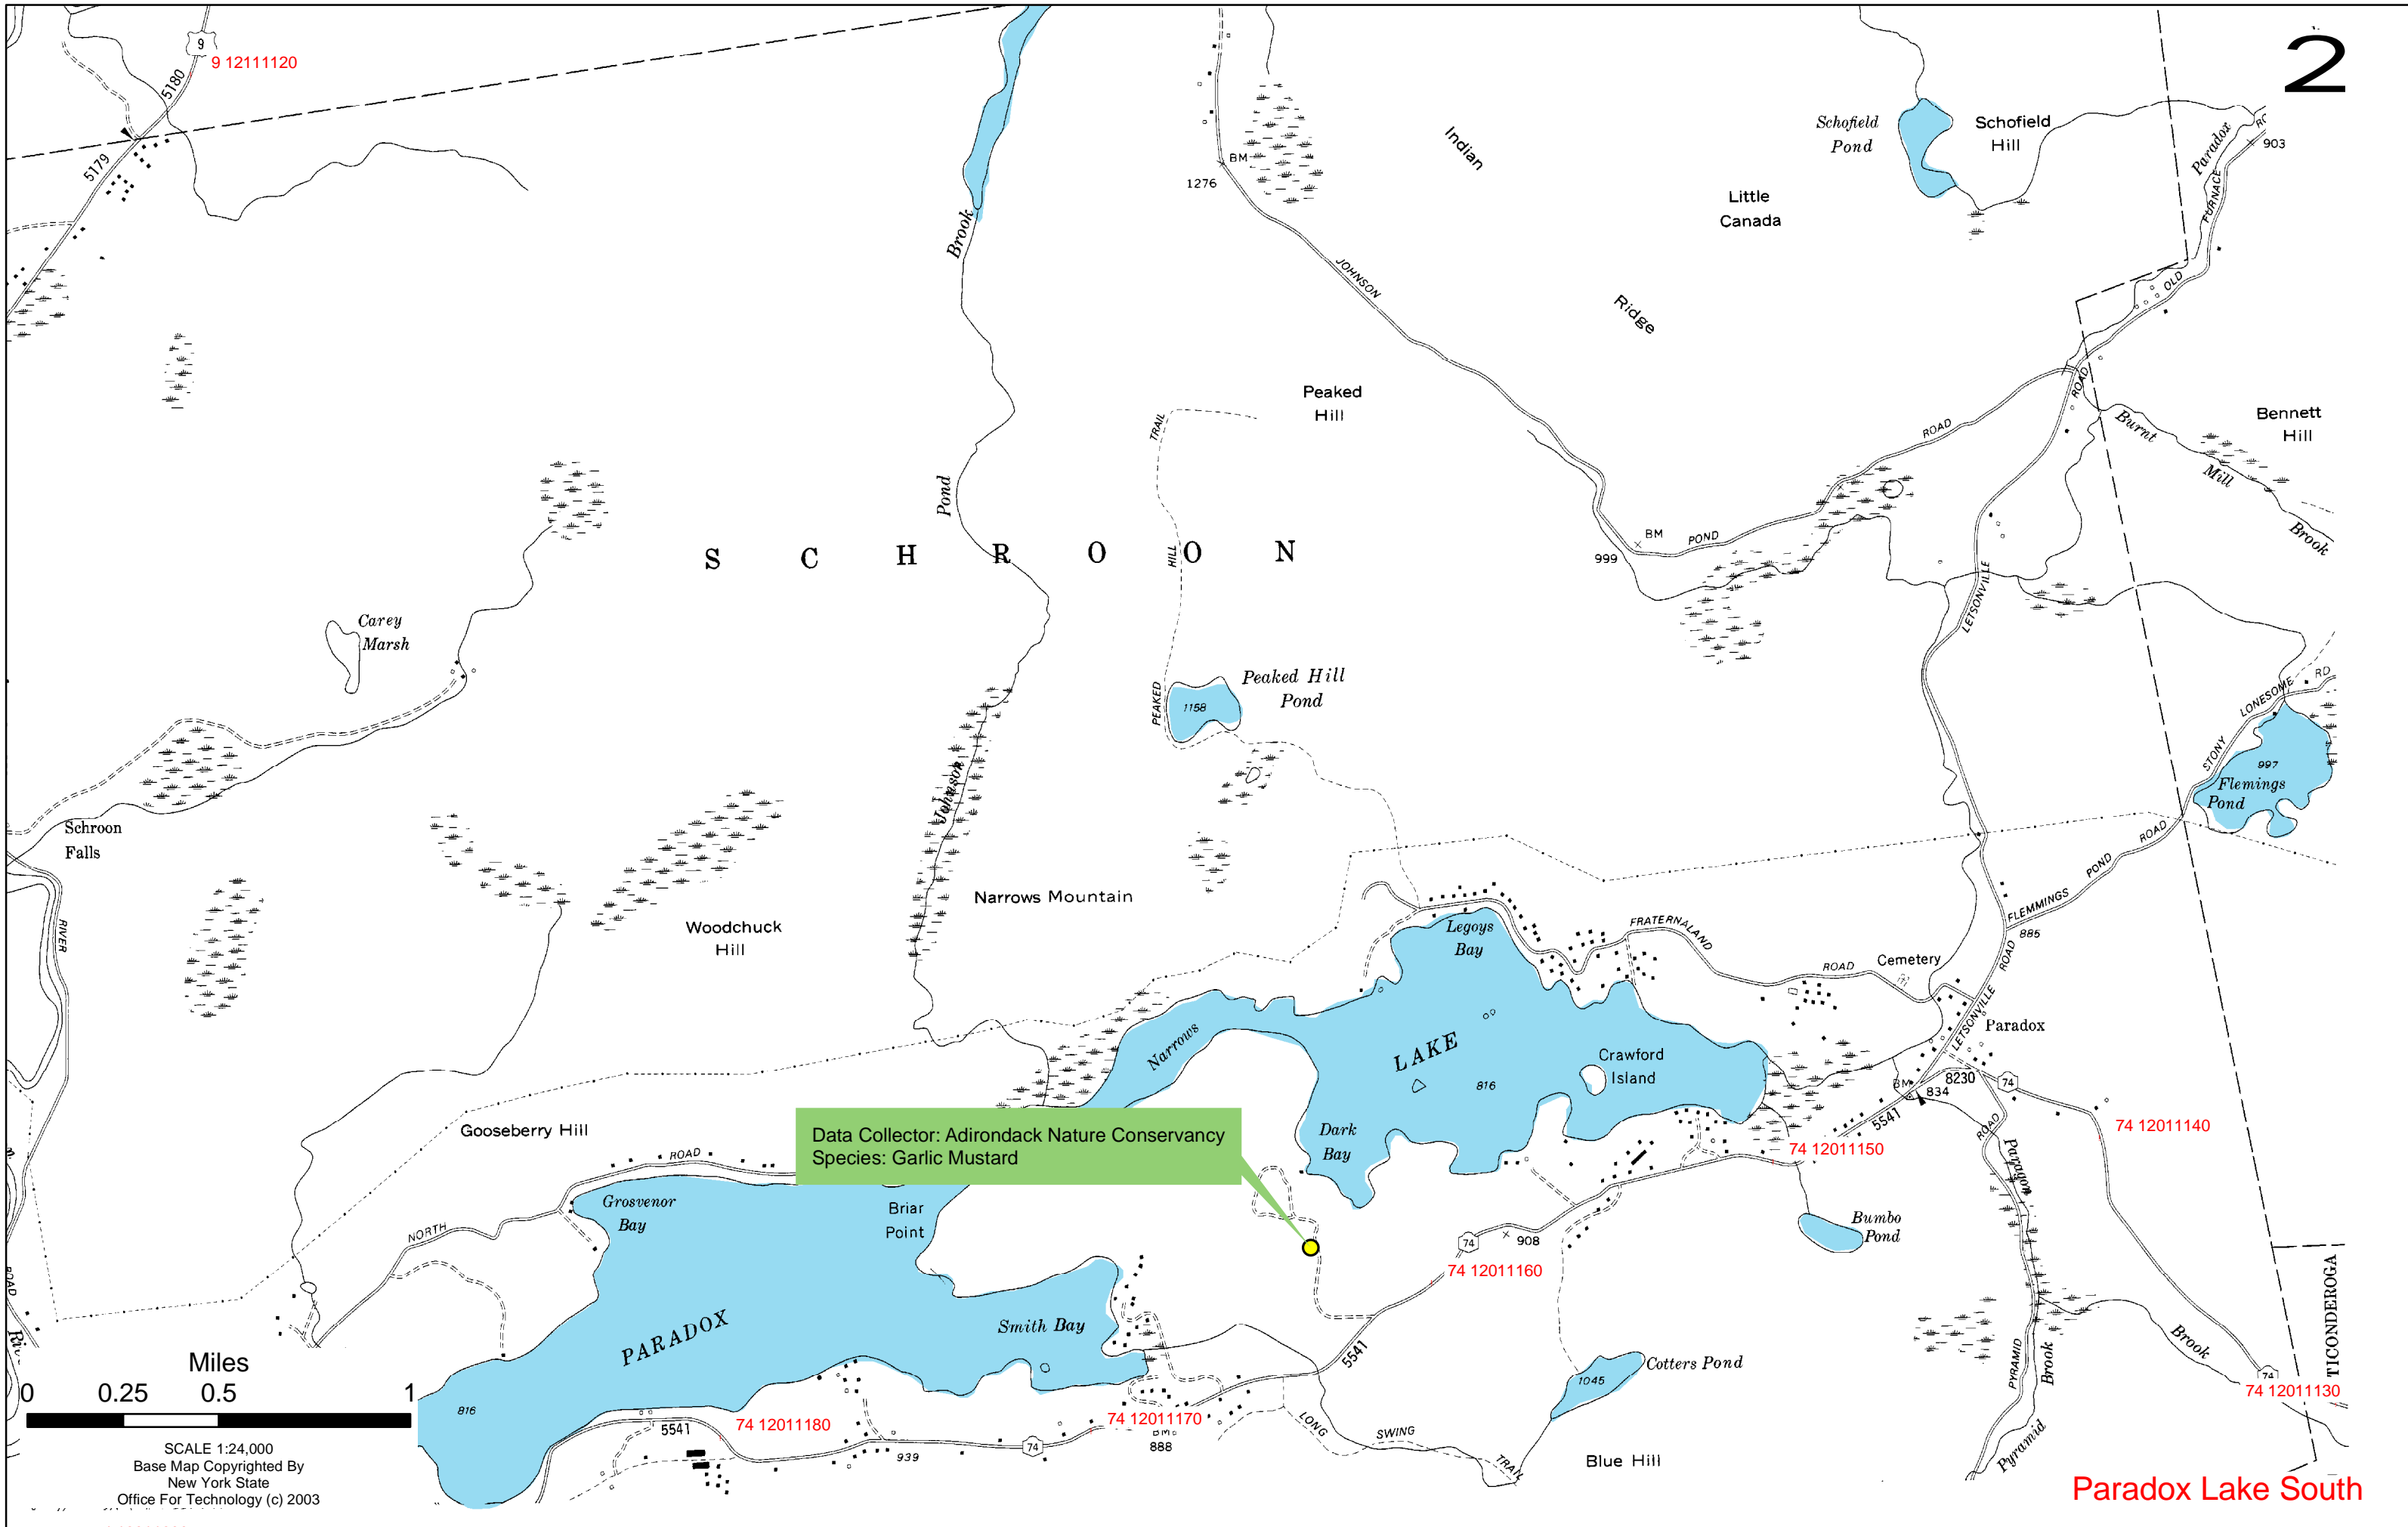 2
9
9 12111120
5180
5179
Schofield
Pond
Schofield
Hill
Paradox
903
FURNACE
OLD
ROAD
BM
1276
Indian
Ridge
Little
Canada
Brook
JOHNSON
Peaked
Hill
TRAIL
Bennett
Hill
Burnt
Mill
Brook
ROAD
Pond
SCHROON
HILL
BM
999
POND
LETSONVILLE
Carey
Marsh
PEAKED
1158
Peaked Hill
Pond
LONESOME
RD
STONY
997
Flemings
Pond
Johnson
Schroon
Falls
RIVER
Narrows Mountain
Woodchuck
Hill
Legoys
Bay
FRATERNALAND
ROAD
Cemetery
FLEMMINGS
POND
ROAD
885
ROAD
LETSONVILLE
Paradox
Narrows
LAKE
816
Crawford
Island
BM
834
8230
74
5541
74 12011140
74 12011150
Gooseberry Hill
ROAD
Data Collector: Adirondack Nature Conservancy
Species: Garlic Mustard
Dark
Bay
ROAD
Paragon
Grosvenor
Bay
Briar
Point
NORTH
74
908
74 12011160
Bumbo
Pond
TICONDEROGA
PARADOX
Smith Bay
5541
Brook
PYRAMID
Brook
74
74 12011130
ROAD
Miles
0 0.25 0.5 1
816
5541
74 12011180
939
74
74 12011170
BM
888
LONG
SWING
TRAIL
1045
Cotters Pond
Blue Hill
Pyramid
SCALE 1:24,000
Base Map Copyrighted By
New York State
Office For Technology (c) 2003
Paradox Lake South